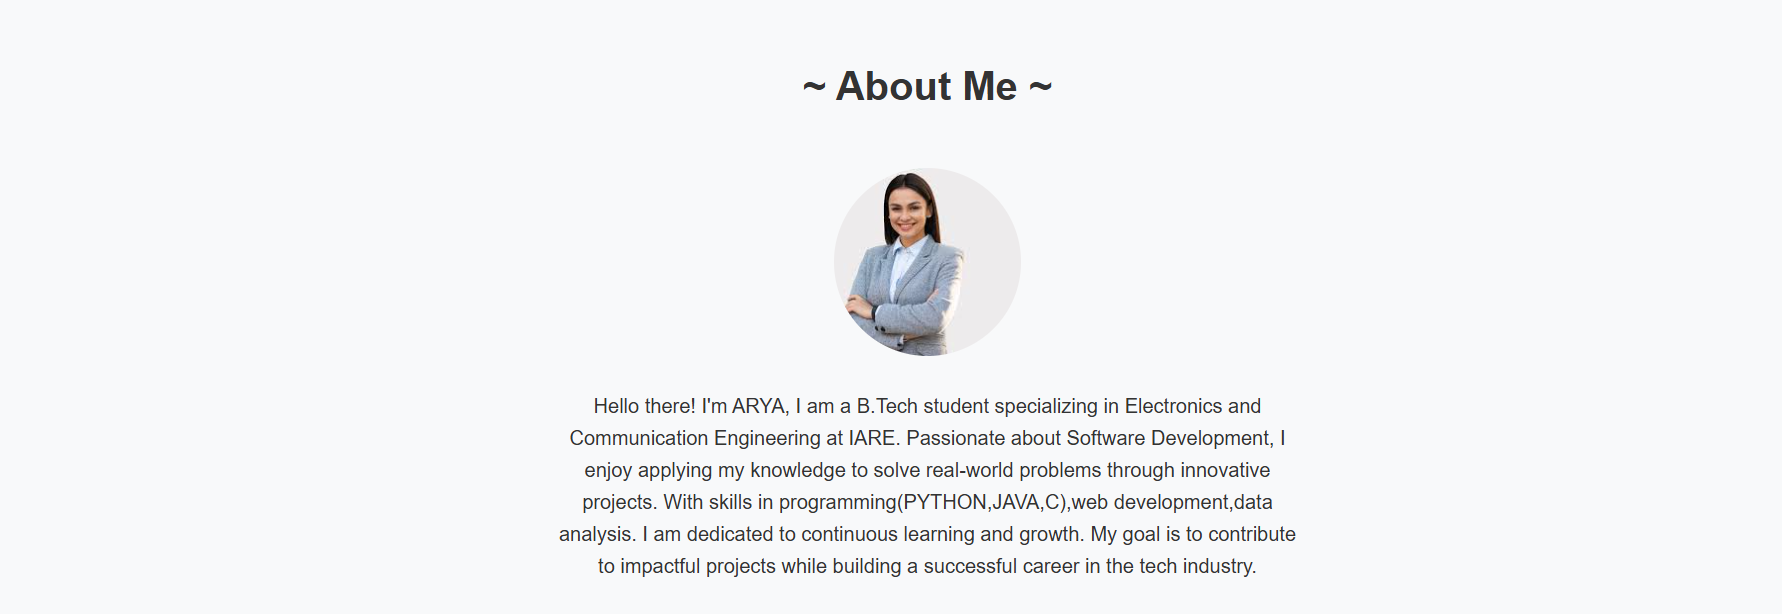 ~ About Me ~
Hello there! I'm ARYA, I am a B.Tech student specializing in Electronics and
Communication Engineering at IARE. Passionate about Software Development, I
enjoy applying my knowledge to solve real-world problems through innovative
projects. With skills in programming(PYTHON,JAVA,C),web development,data
analysis. I am dedicated to continuous learning and growth. My goal is to contribute
to impactful projects while building a successful career in the tech industry.